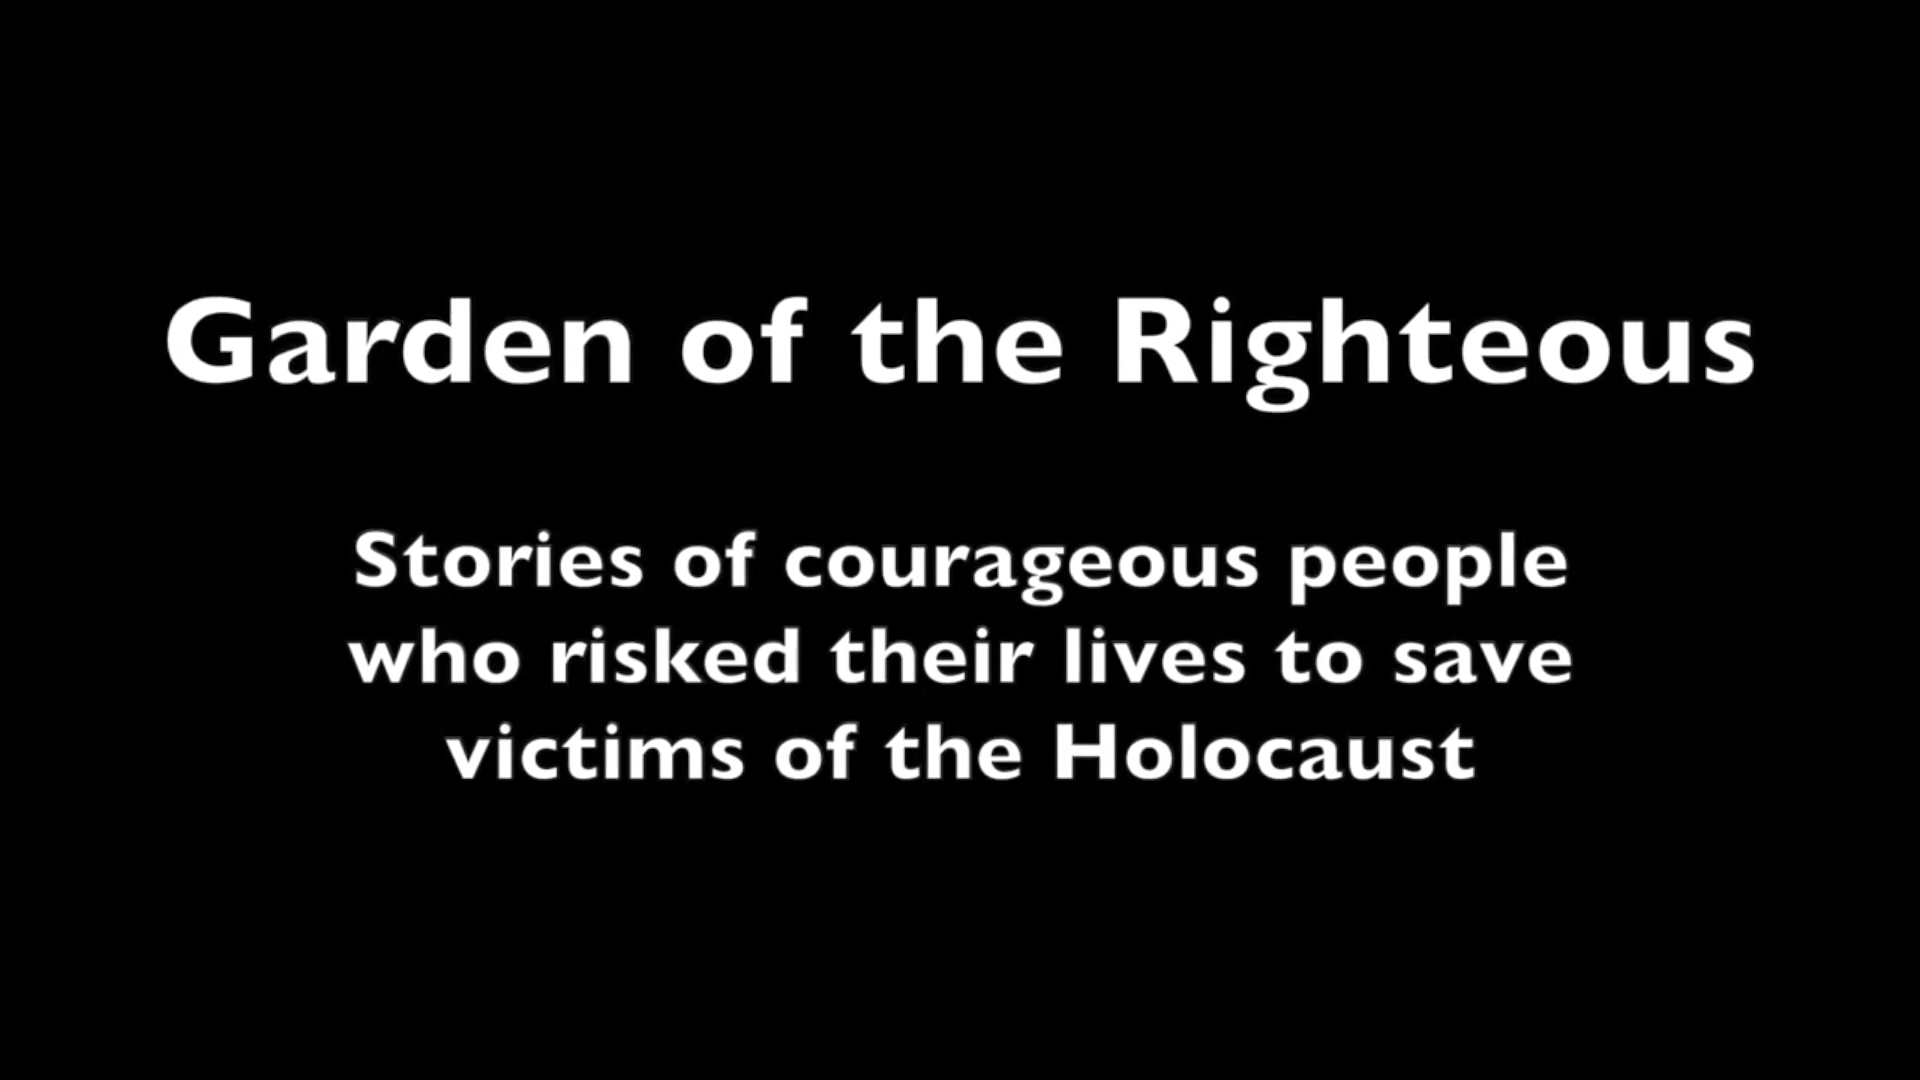 Garden of the Righteous
Stories of courageous people
who risked their lives to save
victims of the Holocaust